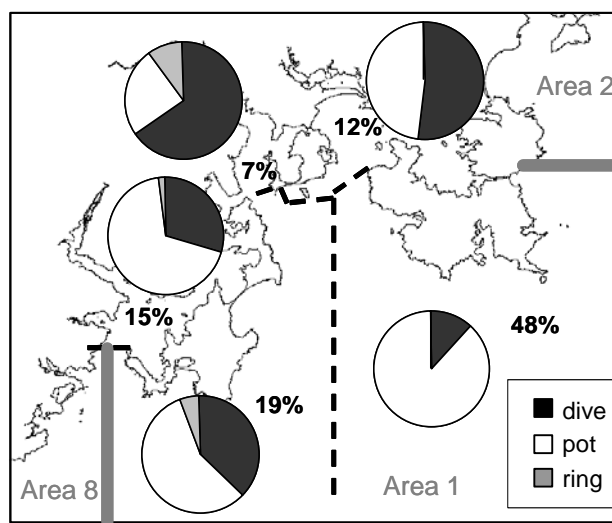 Area 2
12%
7%
15%
48%
19%
dive
pot
ring
Area 8
Area 1